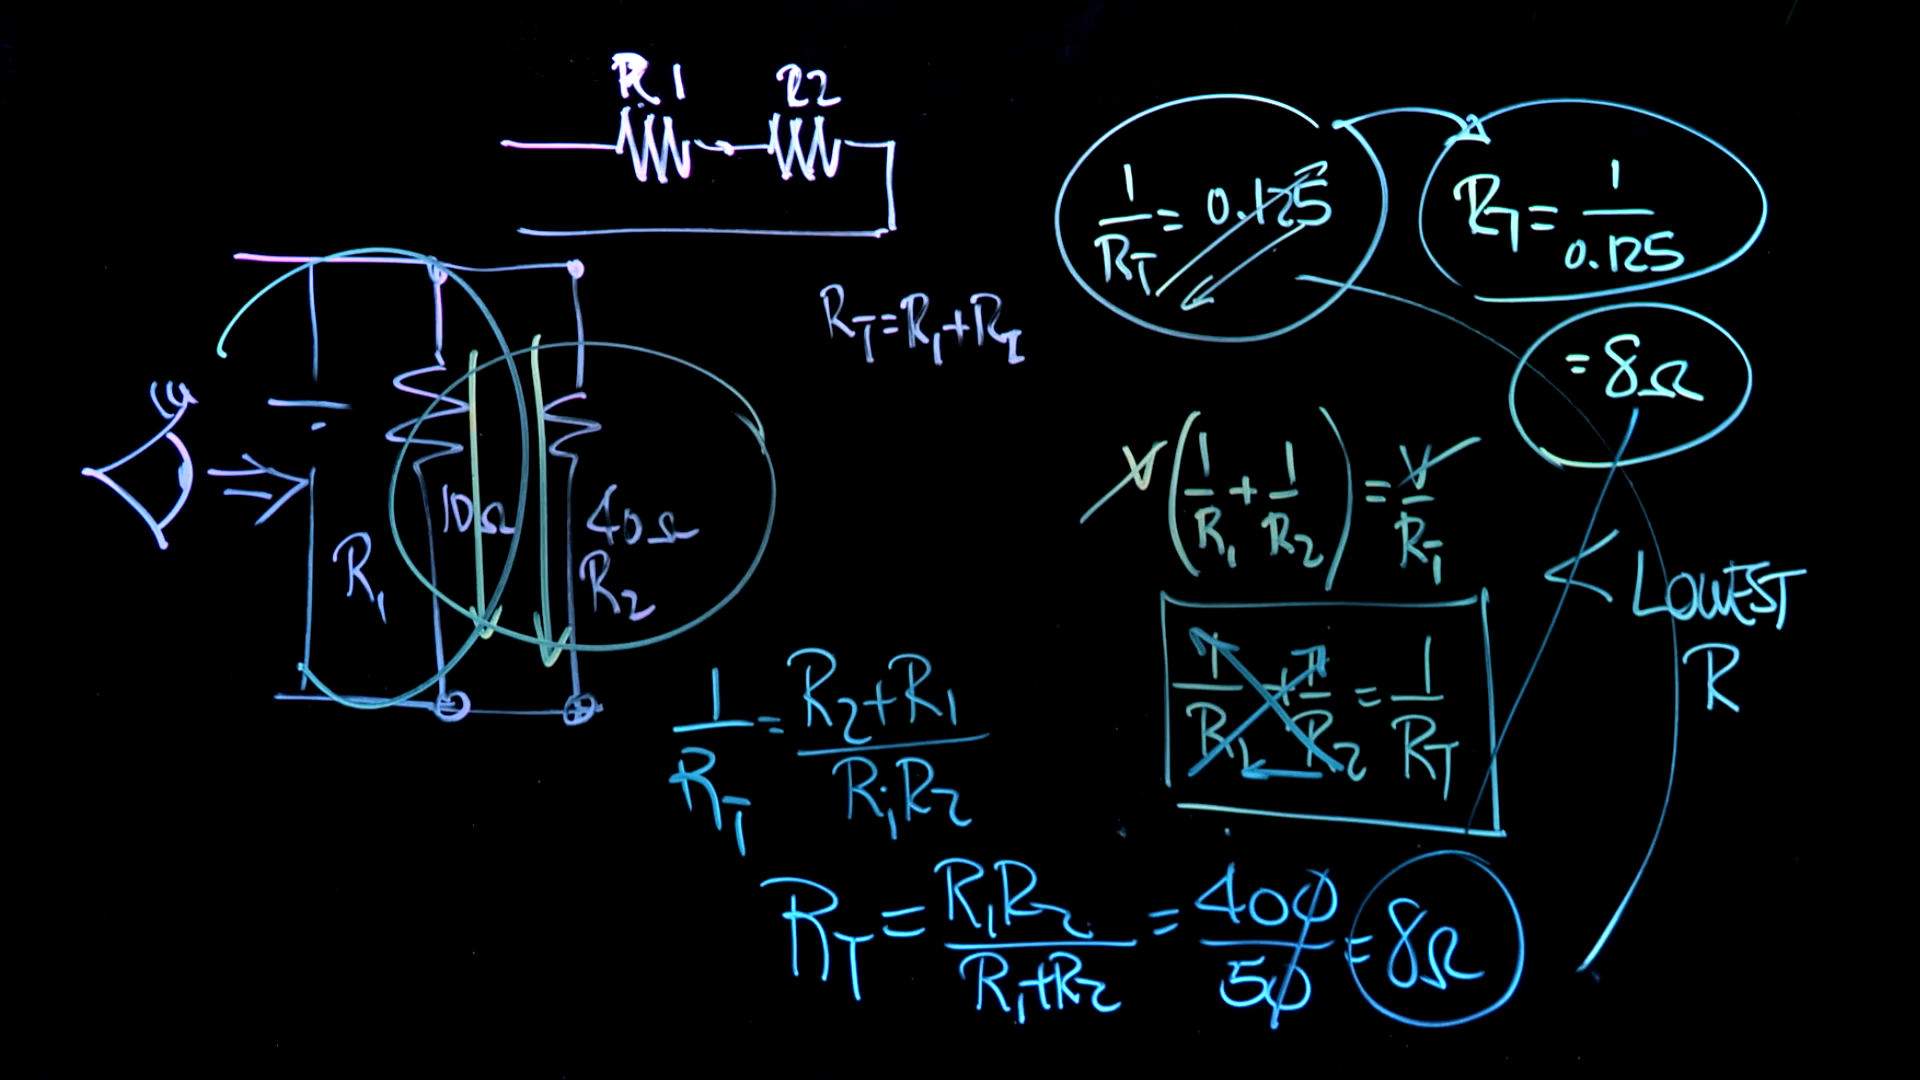 R1 R2
RT=R1+R2
10Ω
40Ω
R1
R2
1/RT = 0.125
RT = 1/0.125
= 8Ω
V(1/R1 + 1/R2) = V/RT
< LOWEST
R
1/R1 + 1/R2 = 1/RT
1/RT = R2+R1/R1R2
RT = R1R2/R1+R2 = 400/50 = 8Ω